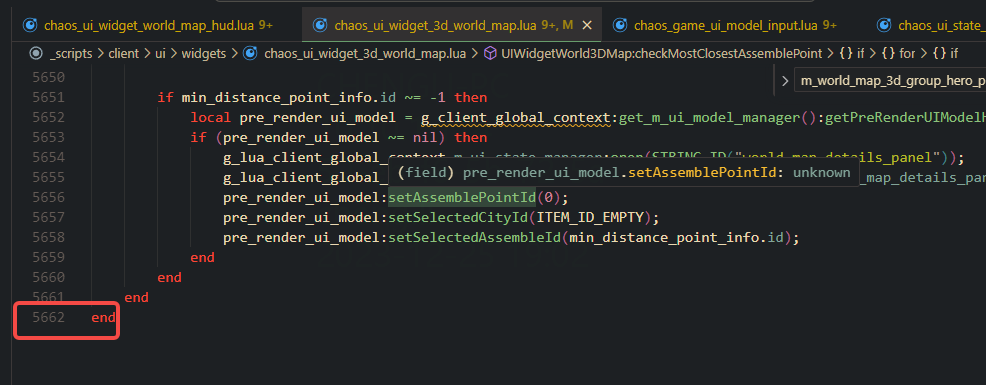 chaos_ui_widget_world_map_hud.lua 9+ chaos_ui_widget_3d_world_map.lua 9+, M × chaos_game_ui_model_input.lua 9+ chaos_ui_state_
_scripts > client > ui > widgets > chaos_ui_widget_3d_world_map.lua > UIWidgetWorld3DMap:checkMostClosestAssemblePoint > {} if > {} for > {} if
5650
> m_world_map_3d_group_hero_p
5651 if min_distance_point_info.id ~= -1 then
5652 local pre_render_ui_model = g_client_global_context:get_m_ui_model_manager():getPreRenderUIModelH
5653 if (pre_render_ui_model ~= nil) then
5654 g_lua_client_global_context.m_ui_state_manager:open(STRING_ID("world_map_details_panel"));
(field) pre_render_ui_model.setAssemblePointId: unknown
5655 g_lua_client_global_ _map_details_pan
5656 pre_render_ui_model:setAssemblePointId(0);
5657 pre_render_ui_model:setSelectedCityId(ITEM_ID_EMPTY);
5658 pre_render_ui_model:setSelectedAssembleId(min_distance_point_info.id);
5659 end
5660 end
5661 end
5662 end